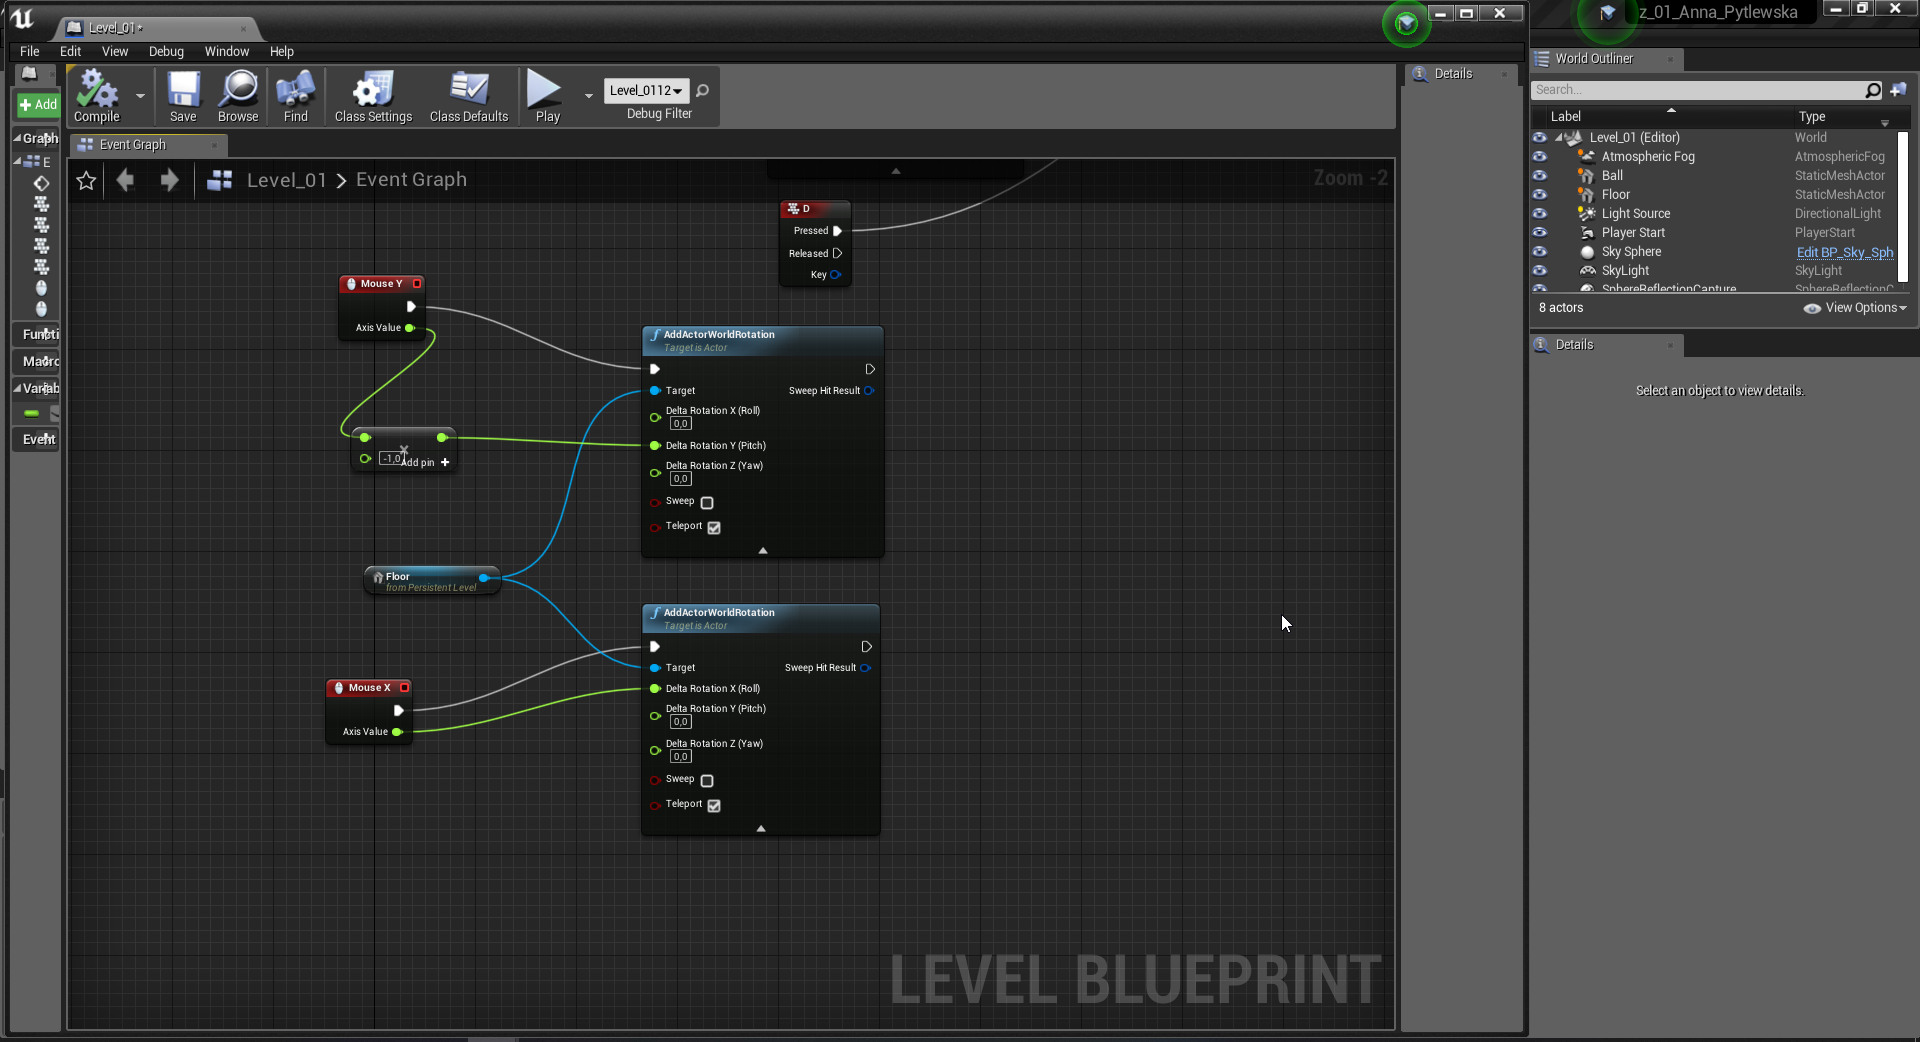 Level_01*
z_01_Anna_Pytlewska
File Edit View Debug Window Help
Compile
Save
Browse
Find
Class Settings
Class Defaults
Play
Level_0112
Debug Filter
Details
World Outliner
Search...
Label Type
Level_01 (Editor) World
Atmospheric Fog AtmosphericFog
Ball StaticMeshActor
Floor StaticMeshActor
Light Source DirectionalLight
Player Start PlayerStart
Sky Sphere Edit BP_Sky_Sph
SkyLight SkyLight
SphereReflectionCapture SphereReflectionC
8 actors View Options
Details
Select an object to view details.
Add
Graph
E
Functi
Macro
Variab
Event
Event Graph
Level_01 > Event Graph
Zoom -2
D
Pressed
Released
Key
Mouse Y
Axis Value
-1,0
Add pin +
AddActorWorldRotation
Target is Actor
Target
Sweep Hit Result
Delta Rotation X (Roll)
0,0
Delta Rotation Y (Pitch)
Delta Rotation Z (Yaw)
0,0
Sweep
Teleport
Floor
from Persistent Level
AddActorWorldRotation
Target is Actor
Target
Sweep Hit Result
Delta Rotation X (Roll)
Delta Rotation Y (Pitch)
0,0
Delta Rotation Z (Yaw)
0,0
Sweep
Teleport
Mouse X
Axis Value
LEVEL BLUEPRINT